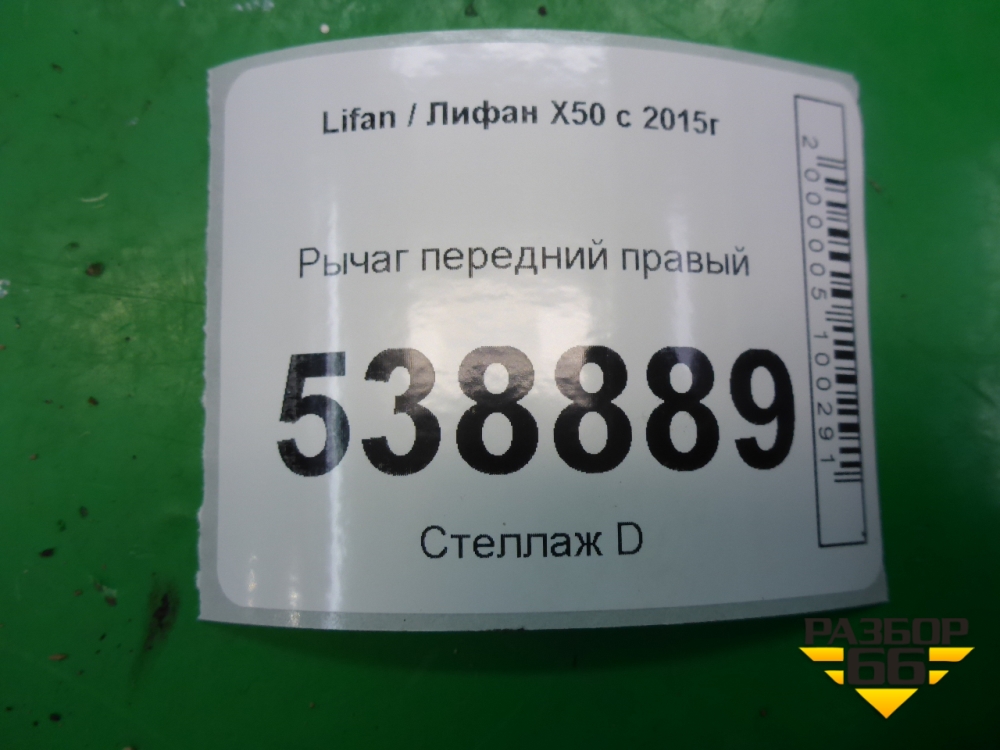 Lifan / Лифан X50 с 2015г
Рычаг передний правый
538889
Стеллаж D
2000005100291
РАЗБОР
66